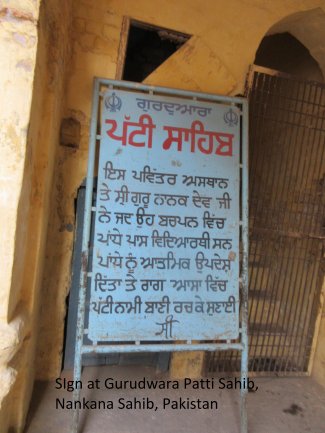 ਗੁਰਦੁਆਰਾ
ਪੱਟੀ ਸਾਹਿਬ
ਇਸ ਪਵਿੱਤਰ ਅਸਥਾਨ
ਤੇ ਸ੍ਰੀ ਗੁਰੂ ਨਾਨਕ ਦੇਵ ਜੀ
ਨੇ ਜਦ ਉਹ ਬਚਪਨ ਵਿੱਚ
ਪਾਂਧੇ ਪਾਸ ਵਿਦਿਆਰਥੀ ਸਨ
ਪਾਂਧੇ ਨੂੰ ਆਤਮਿਕ ਉਪਦੇਸ਼
ਦਿੱਤਾ ਤੇ ਰਾਗ ਆਸਾ ਵਿੱਚ
ਪੱਟੀ ਨਾਮੀ ਬਾਣੀ ਰਚ ਕੇ ਸੁਣਾਈ
ਸੀ
SIgn at Gurudwara Patti Sahib,
Nankana Sahib, Pakistan